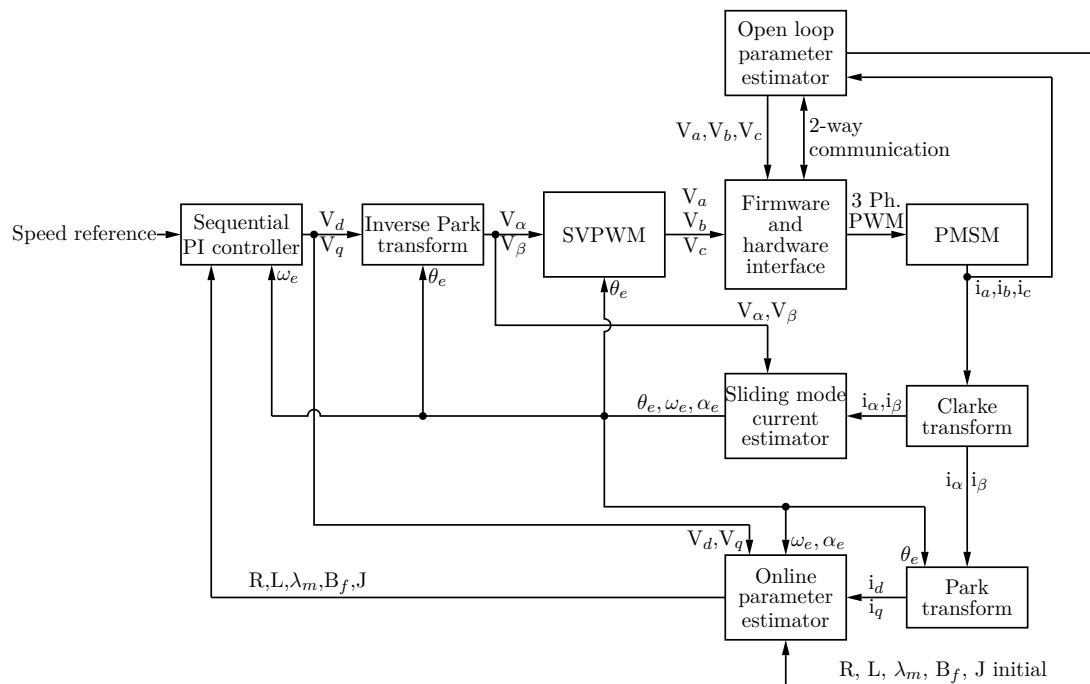 Open loop
parameter
estimator
V_a,V_b,V_c
2-way
communication
Speed reference
Sequential
PI controller
V_d
V_q
ω_e
Inverse Park
transform
θ_e
V_α
V_β
SVPWM
θ_e
V_a
V_b
V_c
Firmware
and
hardware
interface
3 Ph.
PWM
PMSM
i_a,i_b,i_c
V_α,V_β
θ_e, ω_e, α_e
Sliding mode
current
estimator
i_α,i_β
Clarke
transform
i_α i_β
V_d,V_q
ω_e, α_e
θ_e
R,L,λ_m,B_f,J
Online
parameter
estimator
i_d
i_q
Park
transform
R, L, λ_m, B_f, J initial